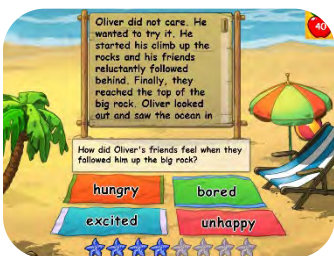 40
Oliver did not care. He
wanted to try it. He
started his climb up the
rocks and his friends
reluctantly followed
behind. Finally, they
reached the top of the
big rock. Oliver looked
out and saw the ocean in
How did Oliver's friends feel when they
followed him up the big rock?
hungry
bored
excited
unhappy